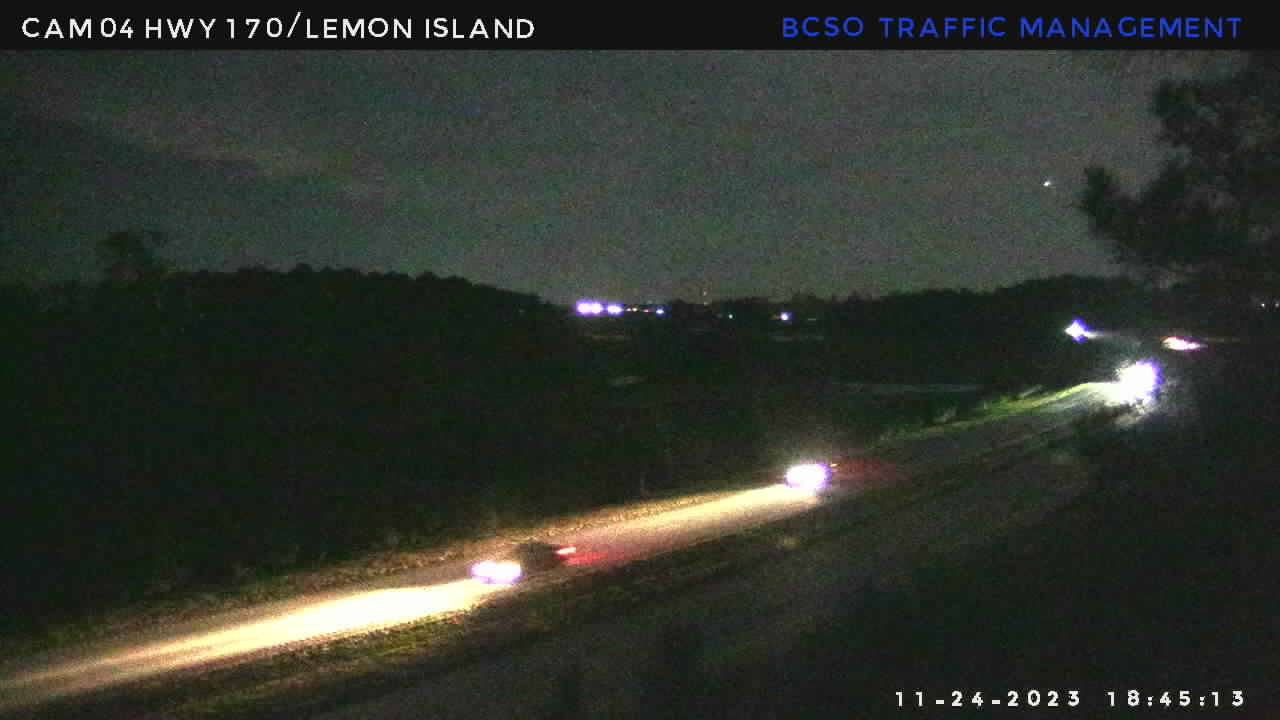 CAM04 HWY 170/LEMON ISLAND
BCSO TRAFFIC MANAGEMENT
11-24-2023 18:45:13